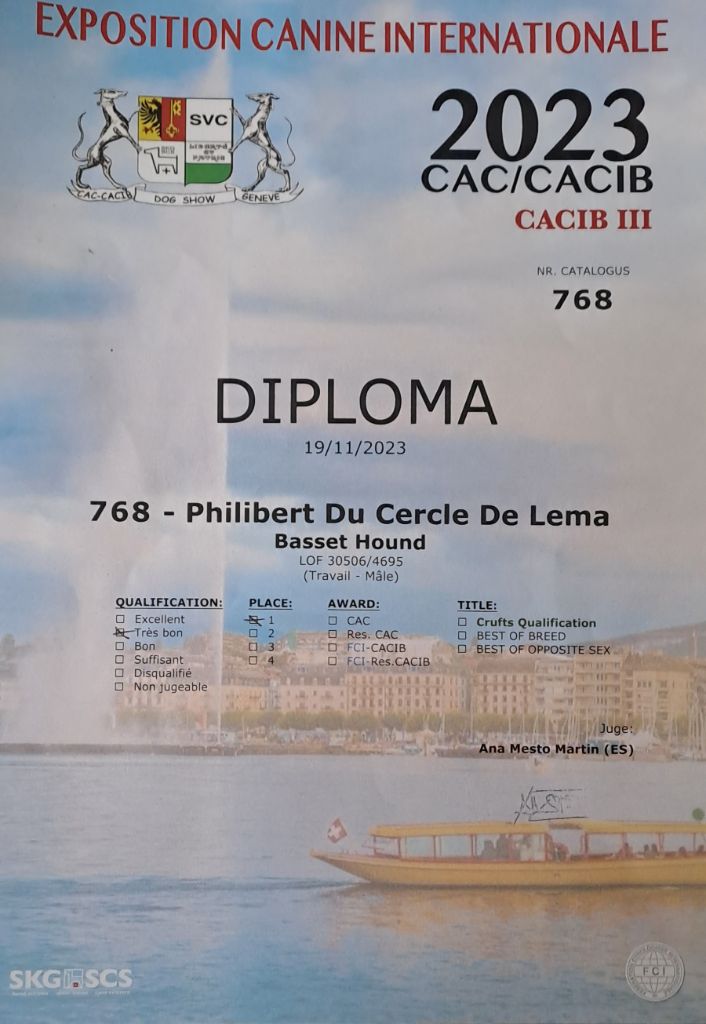 EXPOSITION CANINE INTERNATIONALE
SVC
LIBERTÉ
ET
PATRIE
CAC-CACIB DOG SHOW GENEVE
2023
CAC/CACIB
CACIB III
NR. CATALOGUS
768
DIPLOMA
19/11/2023
768 - Philibert Du Cercle De Lema
Basset Hound
LOF 30506/4695
(Travail - Mâle)
QUALIFICATION: PLACE: AWARD: TITLE:
☐ Excellent ☒ 1 ☐ CAC ☐ Crufts Qualification
☒ Très bon ☐ 2 ☐ Res. CAC ☐ BEST OF BREED
☐ Bon ☐ 3 ☐ FCI-CACIB ☐ BEST OF OPPOSITE SEX
☐ Suffisant ☐ 4 ☐ FCI-Res.CACIB
☐ Disqualifié
☐ Non jugeable
Juge:
Ana Mesto Martin (ES)
SKG SCS
FCI